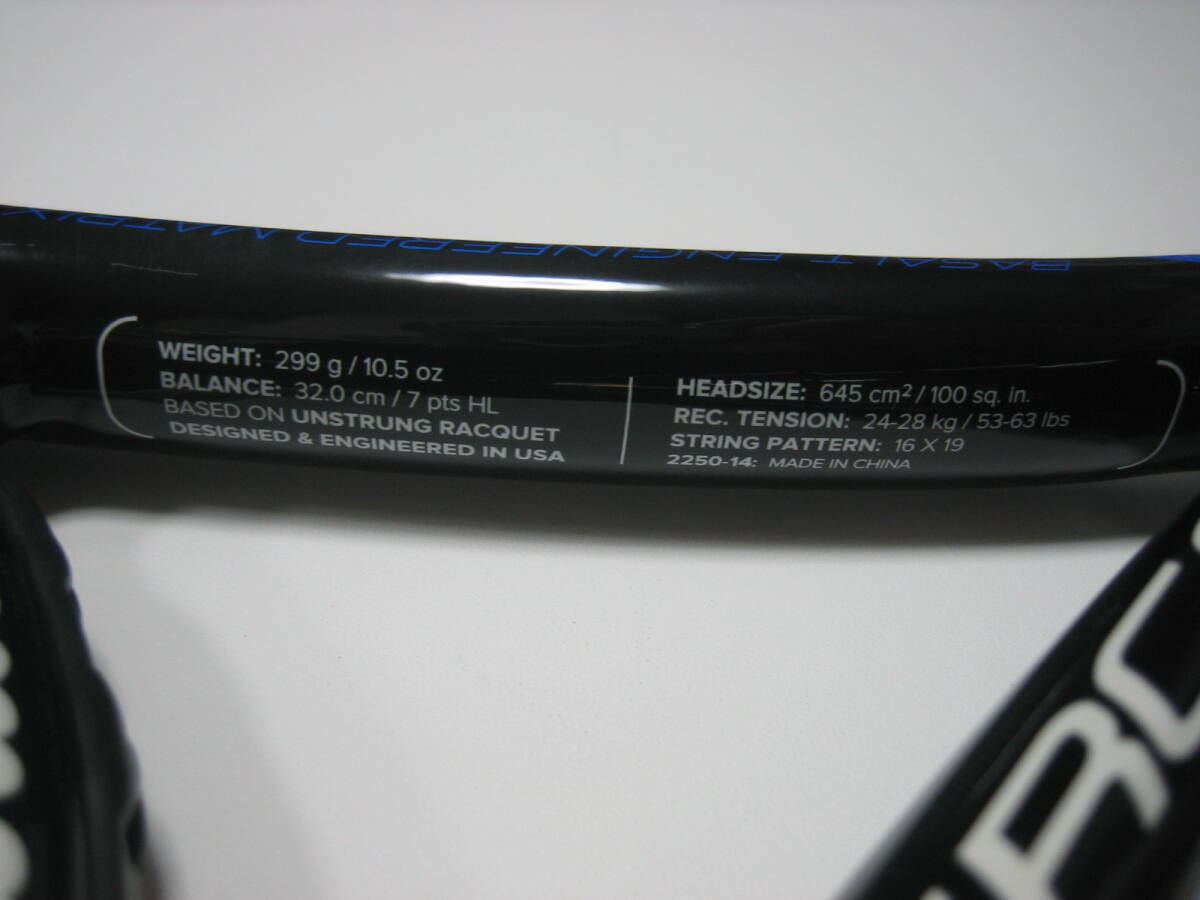 BASALT ENGINEERED MATRIX
WEIGHT: 299 g / 10.5 oz
BALANCE: 32.0 cm / 7 pts HL
BASED ON UNSTRUNG RACQUET
DESIGNED & ENGINEERED IN USA
HEADSIZE: 645 cm² / 100 sq. in.
REC. TENSION: 24-28 kg / 53-63 lbs
STRING PATTERN: 16 X 19
2250-14: MADE IN CHINA